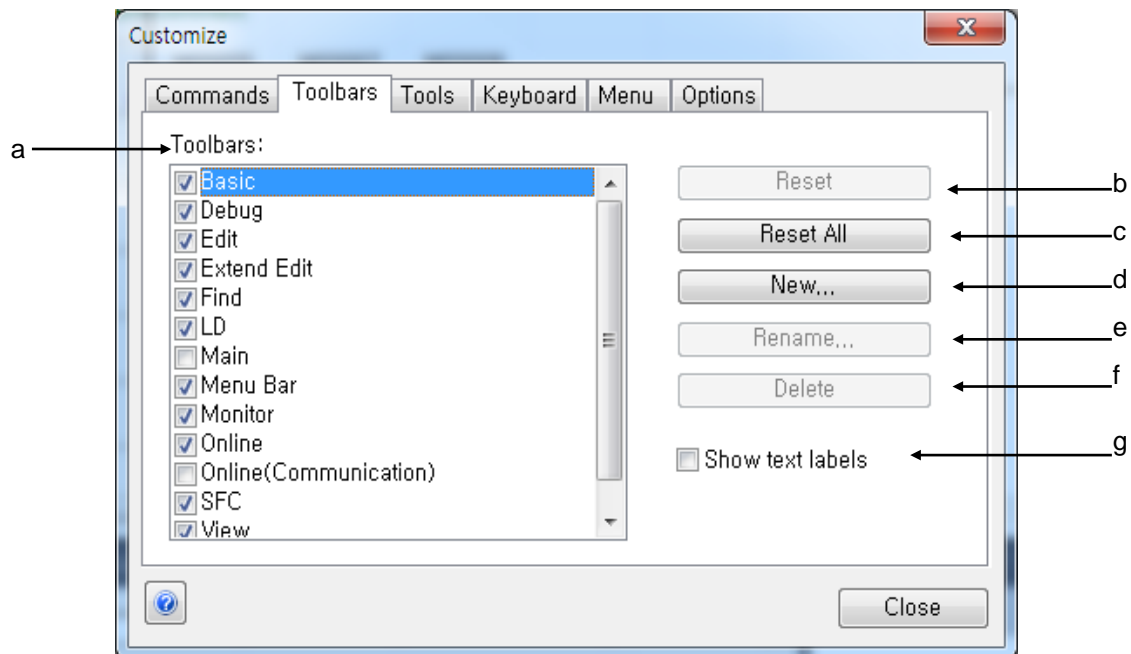 Customize
Commands Toolbars Tools Keyboard Menu Options
a
Toolbars:
Basic
Debug
Edit
Extend Edit
Find
LD
Main
Menu Bar
Monitor
Online
Online(Communication)
SFC
View
Reset
b
Reset All
c
New...
d
Rename...
e
Delete
f
Show text labels
g
Close